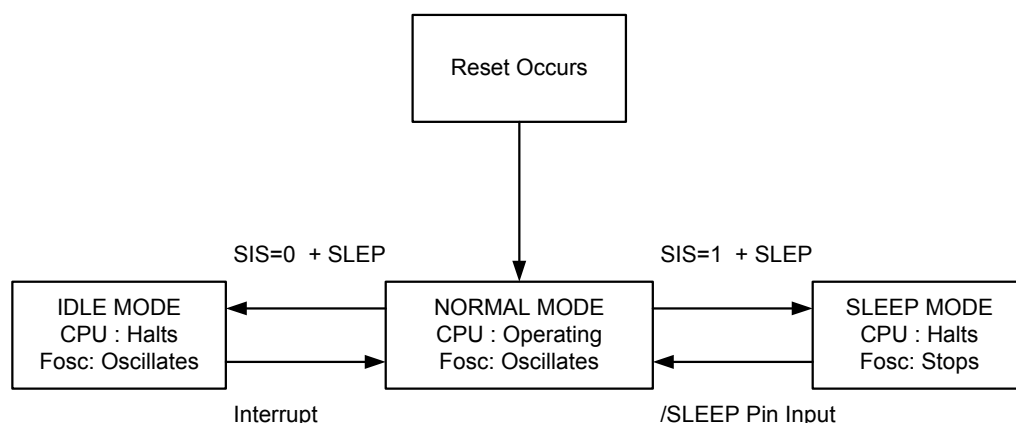 Reset Occurs
SIS=0 + SLEP
SIS=1 + SLEP
IDLE MODE
CPU : Halts
Fosc: Oscillates
NORMAL MODE
CPU : Operating
Fosc: Oscillates
SLEEP MODE
CPU : Halts
Fosc: Stops
Interrupt
/SLEEP Pin Input